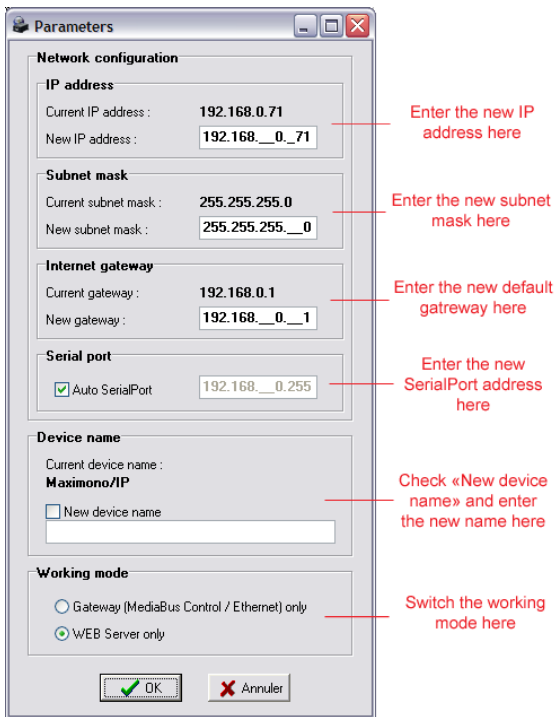 Parameters
Network configuration
IP address
Current IP address :
192.168.0.71
New IP address :
192.168.__0._71
Enter the new IP
address here
Subnet mask
Current subnet mask :
255.255.255.0
New subnet mask :
255.255.255.__0
Enter the new subnet
mask here
Internet gateway
Current gateway :
192.168.0.1
New gateway :
192.168.__0.__1
Enter the new default
gatreway here
Serial port
Auto SerialPort
192.168.__0.255
Enter the new
SerialPort address
here
Device name
Current device name :
Maximono/IP
New device name
Check «New device
name» and enter
the new name here
Working mode
Gateway (MediaBus Control / Ethernet) only
WEB Server only
Switch the working
mode here
OK
Annuler